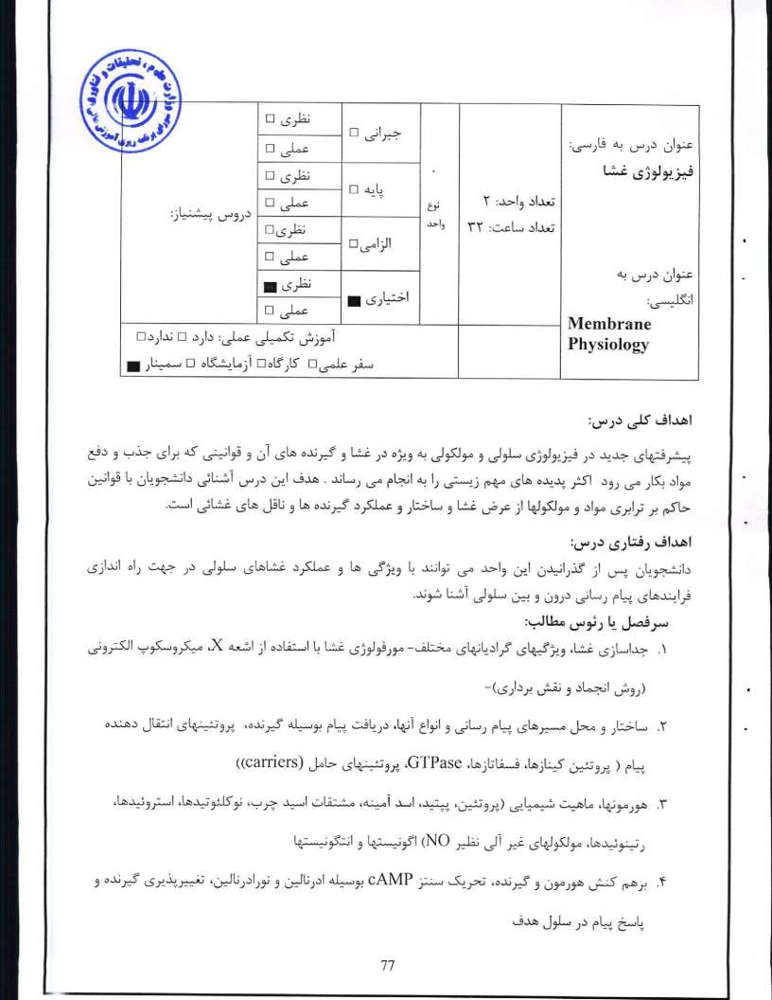 وزارت علوم، تحقیقات و فناوری
شورای برنامه ریزی آموزش عالی
عنوان درس به فارسی:
فیزیولوژی غشا
عنوان درس به
انگلیسی:
Membrane
Physiology
تعداد واحد: ۲
تعداد ساعت: ۳۲
نوع
واحد
جبرانی □
نظری □
عملی □
پایه □
نظری □
عملی □
الزامی□
نظری□
عملی □
اختیاری ■
نظری ■
عملی □
دروس پیشنیاز:
آموزش تکمیلی عملی: دارد □ ندارد□
سفر علمی□ کارگاه□ آزمایشگاه □ سمینار ■
اهداف کلی درس:
پیشرفتهای جدید در فیزیولوژی سلولی و مولکولی به ویژه در غشا و گیرنده های آن و قوانینی که برای جذب و دفع
مواد بکار می رود اکثر پدیده های مهم زیستی را به انجام می رساند . هدف این درس آشنائی دانشجویان با قوانین
حاکم بر ترابری مواد و مولکولها از عرض غشا و ساختار و عملکرد گیرنده ها و ناقل های غشائی است.
اهداف رفتاری درس:
دانشجویان پس از گذرانیدن این واحد می توانند با ویژگی ها و عملکرد غشاهای سلولی در جهت راه اندازی
فرایندهای پیام رسانی درون و بین سلولی آشنا شوند.
سرفصل یا رئوس مطالب:
۱. جداسازی غشا، ویژگیهای گرادیانهای مختلف- مورفولوژی غشا با استفاده از اشعه X، میکروسکوپ الکترونی
(روش انجماد و نقش برداری)-
۲. ساختار و محل مسیرهای پیام رسانی و انواع آنها، دریافت پیام بوسیله گیرنده، پروتئینهای انتقال دهنده
پیام ( پروتئین کینازها، فسفاتازها، GTPase، پروتئینهای حامل (carriers))
۳. هورمونها، ماهیت شیمیایی (پروتئین، پپتید، اسد آمینه، مشتقات اسید چرب، نوکلئوتیدها، استروئیدها،
رتینوئیدها، مولکولهای غیر آلی نظیر NO) اگونیستها و انتگونیستها
۴. برهم کنش هورمون و گیرنده، تحریک سنتز cAMP بوسیله ادرنالین و نورادرنالین، تغییرپذیری گیرنده و
پاسخ پیام در سلول هدف
77